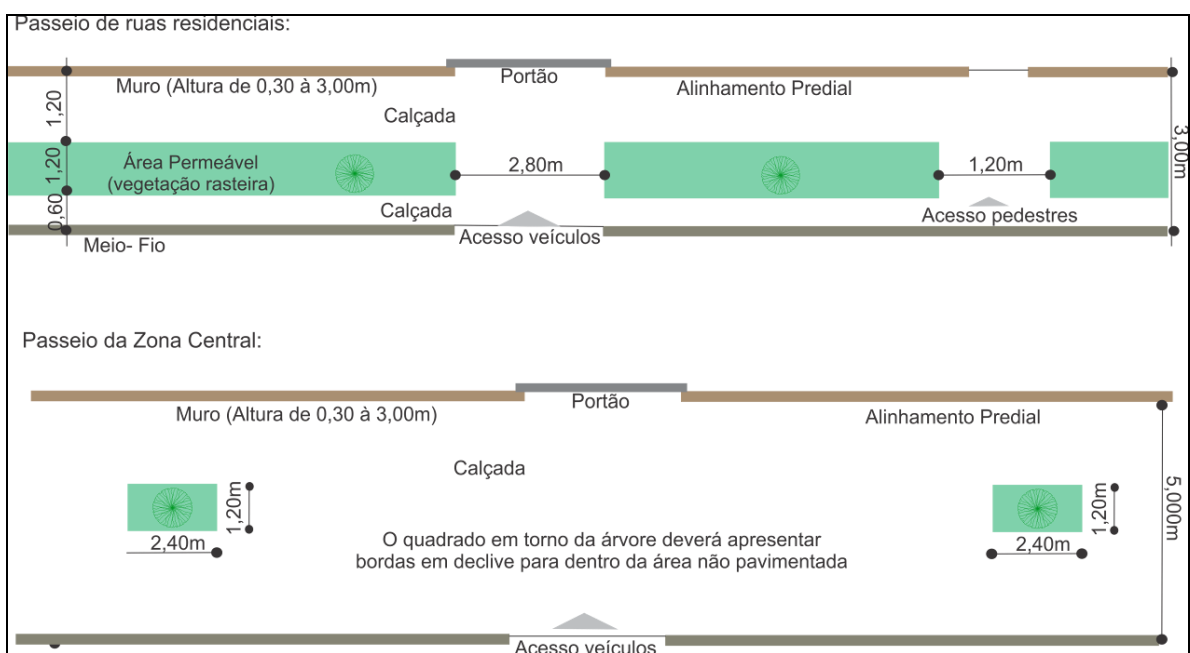 Passeio de ruas residenciais:
Muro (Altura de 0,30 à 3,00m)
Portão
Alinhamento Predial
1,20
Calçada
3,00m
1,20
Área Permeável
(vegetação rasteira)
2,80m
1,20m
0,60
Calçada
Acesso veículos
Acesso pedestres
Meio- Fio
Passeio da Zona Central:
Muro (Altura de 0,30 à 3,00m)
Portão
Alinhamento Predial
Calçada
1,20m
2,40m
O quadrado em torno da árvore deverá apresentar
bordas em declive para dentro da área não pavimentada
1,20m
2,40m
5,000m
Acesso veículos